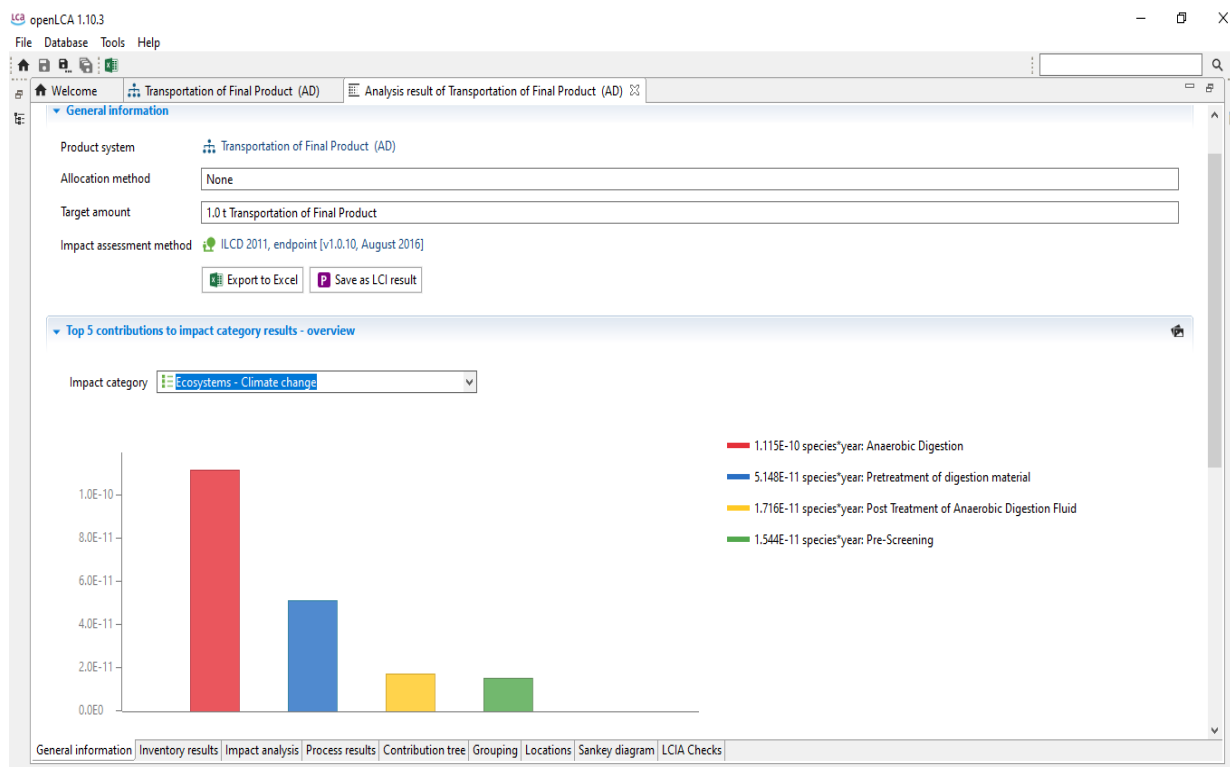 LCA openLCA 1.10.3
File Database Tools Help
Welcome Transportation of Final Product (AD) Analysis result of Transportation of Final Product (AD)
General information
Product system Transportation of Final Product (AD)
Allocation method None
Target amount 1.0 t Transportation of Final Product
Impact assessment method ILCD 2011, endpoint [v1.0.10, August 2016]
Export to Excel P Save as LCI result
Top 5 contributions to impact category results - overview
Impact category Ecosystems - Climate change
1.115E-10 species*year: Anaerobic Digestion
5.148E-11 species*year: Pretreatment of digestion material
1.716E-11 species*year: Post Treatment of Anaerobic Digestion Fluid
1.544E-11 species*year: Pre-Screening
1.0E-10
8.0E-11
6.0E-11
4.0E-11
2.0E-11
0.0E0
General information Inventory results Impact analysis Process results Contribution tree Grouping Locations Sankey diagram LCIA Checks